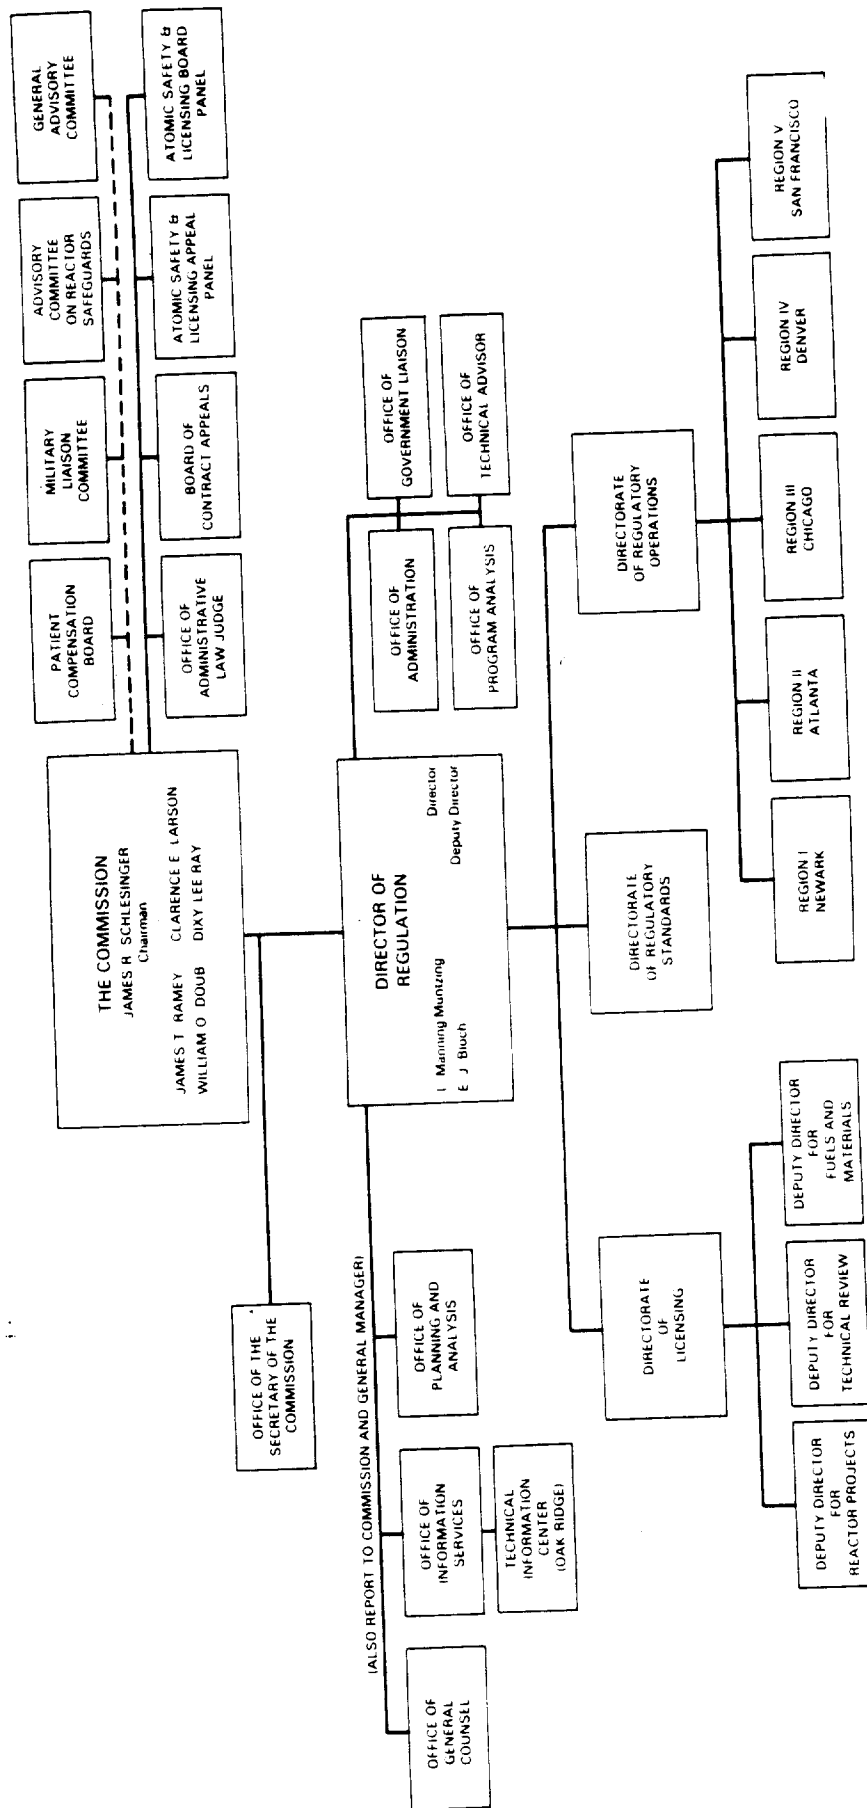 THE COMMISSION
JAMES R SCHLESINGER
Chairman
JAMES T RAMEY CLARENCE E LARSON
WILLIAM O DOUB DIXY LEE RAY
PATIENT
COMPENSATION
BOARD
MILITARY
LIAISON
COMMITTEE
ADVISORY
COMMITTEE
ON REACTOR
SAFEGUARDS
GENERAL
ADVISORY
COMMITTEE
OFFICE OF
ADMINISTRATIVE
LAW JUDGE
BOARD OF
CONTRACT APPEALS
ATOMIC SAFETY &
LICENSING APPEAL
PANEL
ATOMIC SAFETY &
LICENSING BOARD
PANEL
OFFICE OF THE
SECRETARY OF THE
COMMISSION
DIRECTOR OF
REGULATION
L Manning Muntzing Director
E J Bloch Deputy Director
(ALSO REPORT TO COMMISSION AND GENERAL MANAGER)
OFFICE OF
GENERAL
COUNSEL
OFFICE OF
INFORMATION
SERVICES
OFFICE OF
PLANNING AND
ANALYSIS
TECHNICAL
INFORMATION
CENTER
(OAK RIDGE)
OFFICE OF
ADMINISTRATION
OFFICE OF
GOVERNMENT LIAISON
OFFICE OF
PROGRAM ANALYSIS
OFFICE OF
TECHNICAL ADVISOR
DIRECTORATE
OF
LICENSING
DIRECTORATE
OF REGULATORY
STANDARDS
DIRECTORATE
OF REGULATORY
OPERATIONS
DEPUTY DIRECTOR
FOR
REACTOR PROJECTS
DEPUTY DIRECTOR
FOR
TECHNICAL REVIEW
DEPUTY DIRECTOR
FOR
FUELS AND
MATERIALS
REGION I
NEWARK
REGION II
ATLANTA
REGION III
CHICAGO
REGION IV
DENVER
REGION V
SAN FRANCISCO